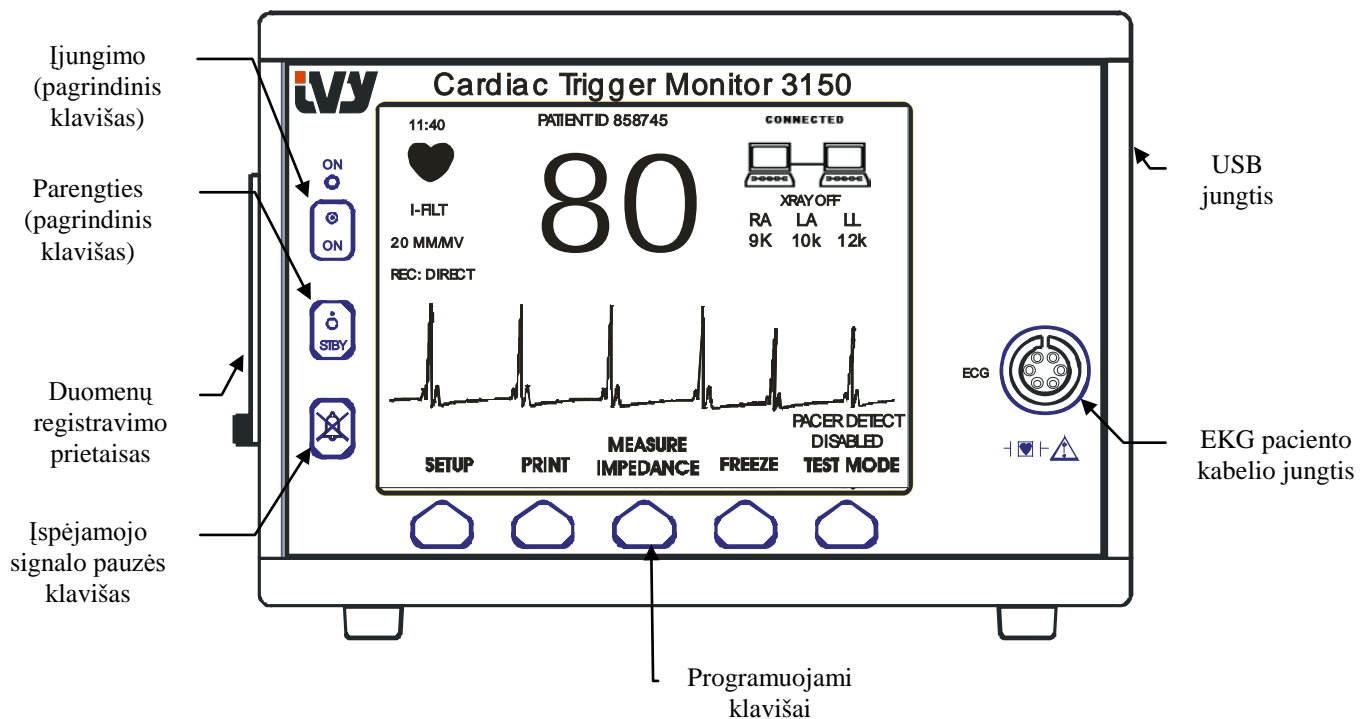 Įjungimo
(pagrindinis
klavišas)
Parengties
(pagrindinis
klavišas)
Duomenų
registravimo
prietaisas
Įspėjamojo
signalo pauzės
klavišas
ivy
Cardiac Trigger Monitor 3150
11:40
PATIENT ID 858745
CONNECTED
80
I-FILT
20 MM/MV
REC: DIRECT
XRAY OFF
RA LA LL
9K 10k 12k
ON
ON
STBY
PACER DETECT
DISABLED
SETUP
PRINT
MEASURE
IMPEDANCE
FREEZE
TEST MODE
ECG
USB
jungtis
EKG paciento
kabelio jungtis
Programuojami
klavišai